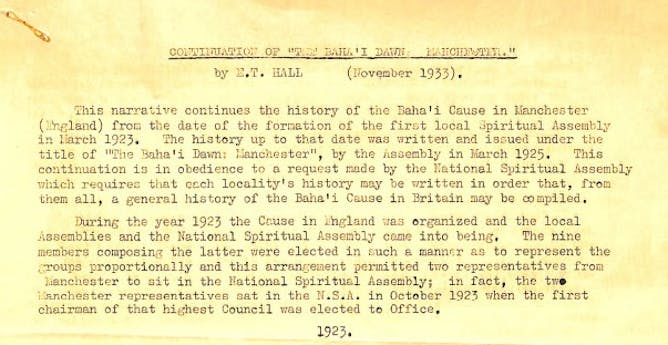 CONTINUATION OF "THE BAHA'I DAWN: MANCHESTER."
by E.T. HALL (November 1933).
This narrative continues the history of the Baha'i Cause in Manchester
(England) from the date of the formation of the first local Spiritual Assembly
in March 1923. The history up to that date was written and issued under the
title of "The Baha'i Dawn: Manchester", by the Assembly in March 1925. This
continuation is in obedience to a request made by the National Spiritual Assembly
which requires that each locality's history may be written in order that, from
them all, a general history of the Baha'i Cause in Britain may be compiled.
During the year 1923 the Cause in England was organized and the local
Assemblies and the National Spiritual Assembly came into being. The nine
members composing the latter were elected in such a manner as to represent the
groups proportionally and this arrangement permitted two representatives from
Manchester to sit in the National Spiritual Assembly; in fact, the two
Manchester representatives sat in the N.S.A. in October 1923 when the first
chairman of that highest Council was elected to Office.
1923.